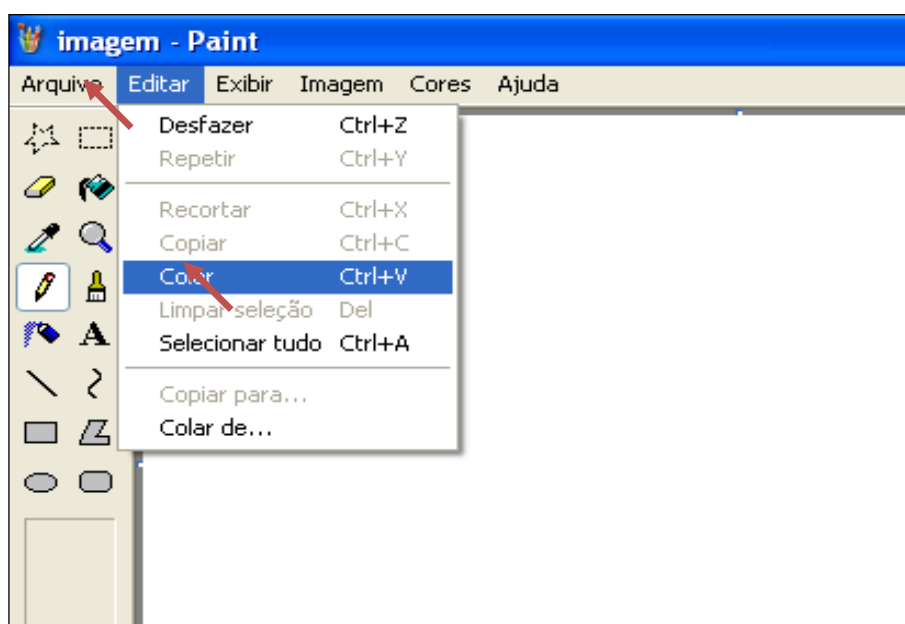 imagem - Paint
Arquivo Editar Exibir Imagem Cores Ajuda
Desfazer Ctrl+Z
Repetir Ctrl+Y
Recortar Ctrl+X
Copiar Ctrl+C
Colar Ctrl+V
Limpar seleção Del
Selecionar tudo Ctrl+A
Copiar para...
Colar de...
A